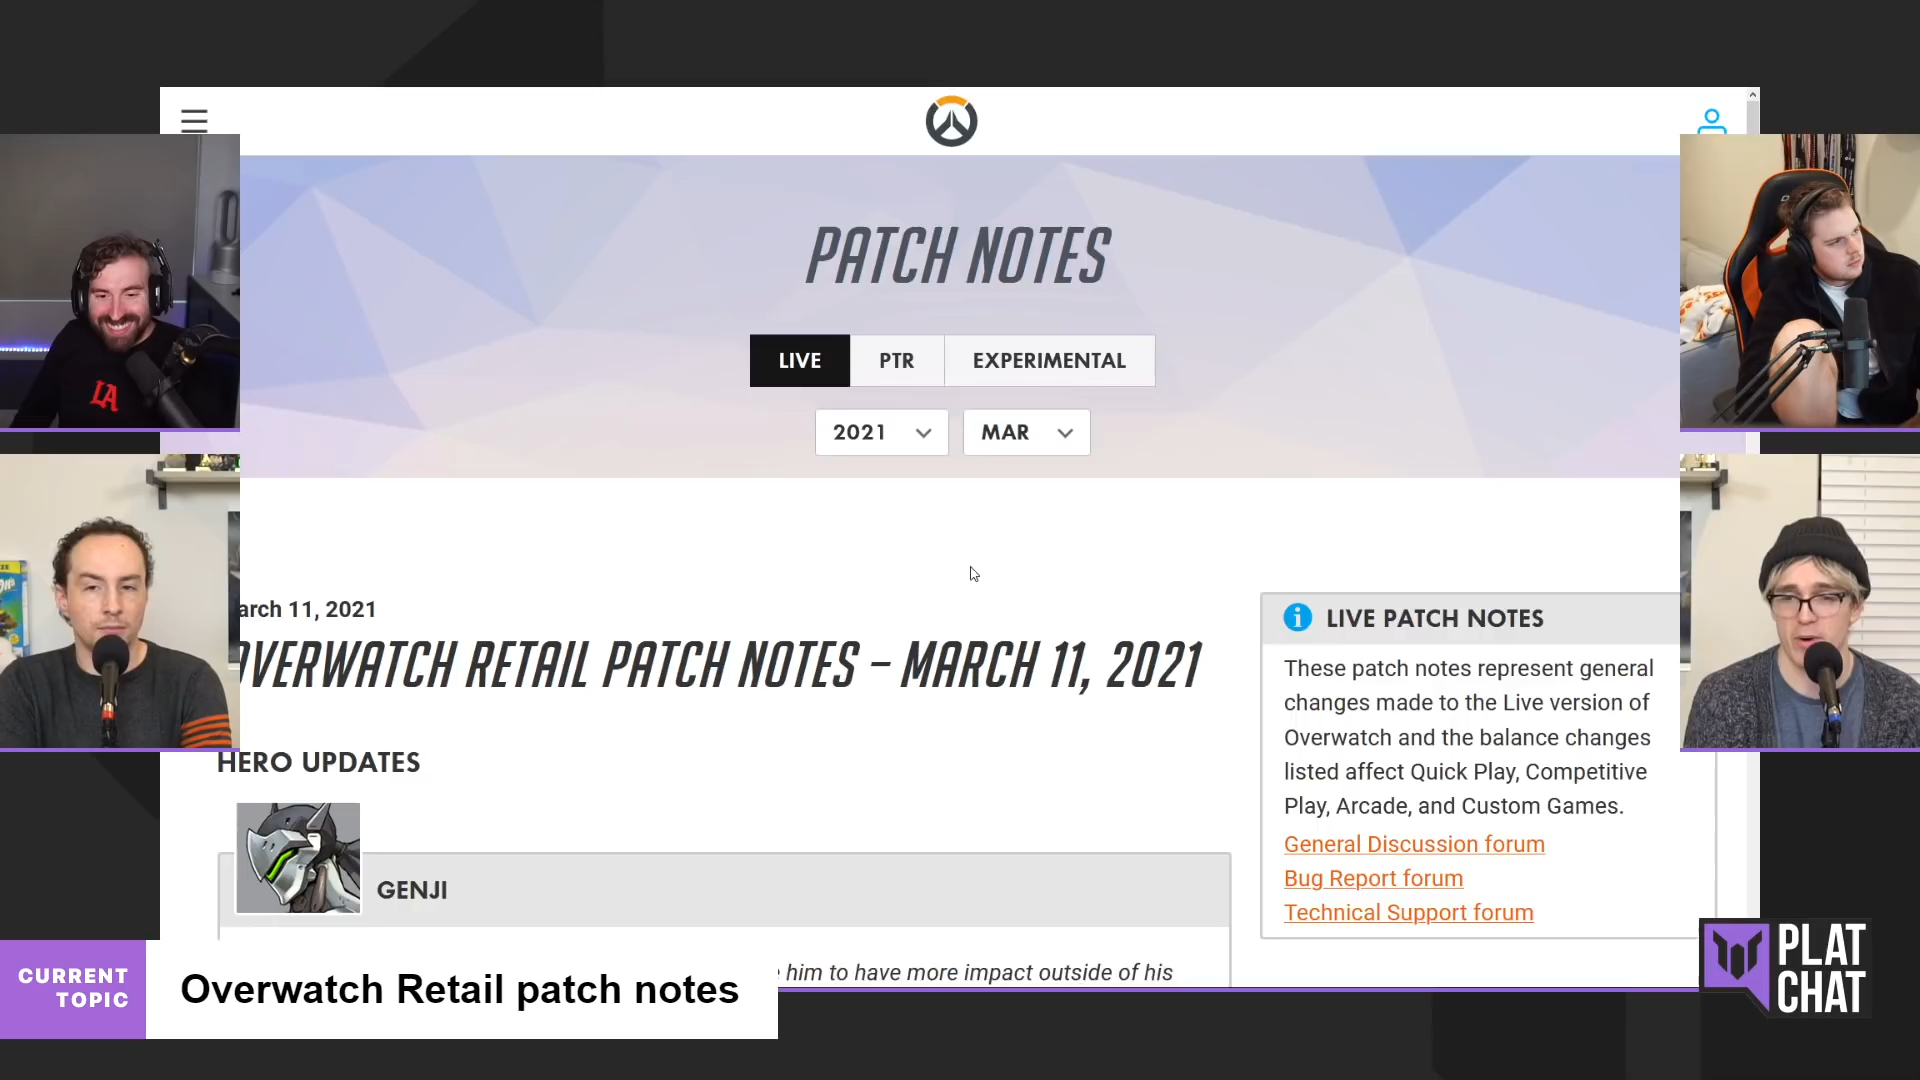 PATCH NOTES
LIVE
PTR
EXPERIMENTAL
2021
MAR
arch 11, 2021
OVERWATCH RETAIL PATCH NOTES – MARCH 11, 2021
HERO UPDATES
GENJI
him to have more impact outside of his
LIVE PATCH NOTES
These patch notes represent general
changes made to the Live version of
Overwatch and the balance changes
listed affect Quick Play, Competitive
Play, Arcade, and Custom Games.
General Discussion forum
Bug Report forum
Technical Support forum
LA
CURRENT
TOPIC
Overwatch Retail patch notes
PLAT
CHAT